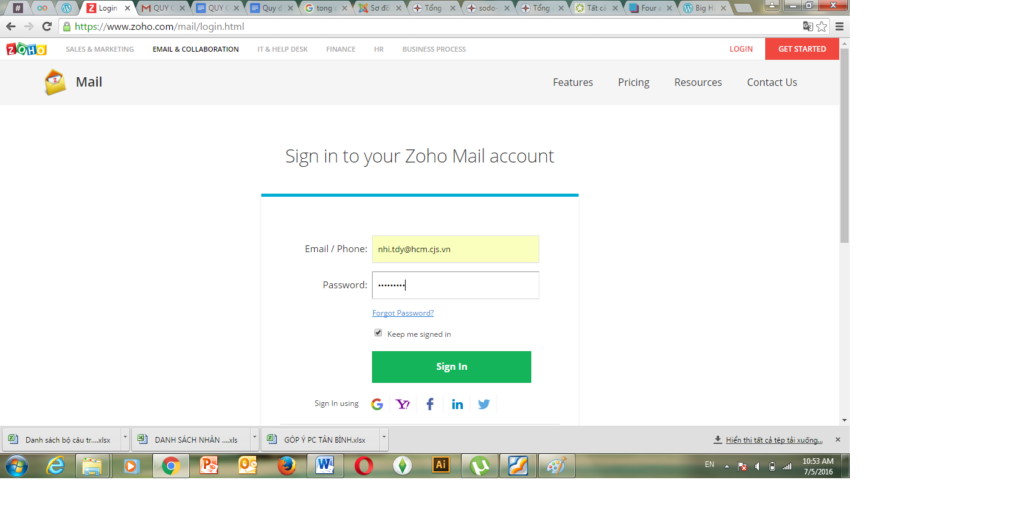 #
Login
QUY
QUY
Quy
tong
Sơ đồ
Tổng
sodo-
Tổng
Tất cả
Four
Big H
https://www.zoho.com/mail/login.html
ZOHO SALES & MARKETING EMAIL & COLLABORATION IT & HELP DESK FINANCE HR BUSINESS PROCESS LOGIN GET STARTED
Mail Features Pricing Resources Contact Us
Sign in to your Zoho Mail account
Email / Phone: nhi.tdy@hcm.cjs.vn
Password: •••••••••
Forgot Password?
Keep me signed in
Sign In
Sign In using
Danh sách bộ câu tr....xlsx DANH SÁCH NHÂN ....xls GÓP Ý PC TÂN BÌNH.xlsx Hiển thị tất cả tệp tải xuống...
EN 10:53 AM
7/5/2016